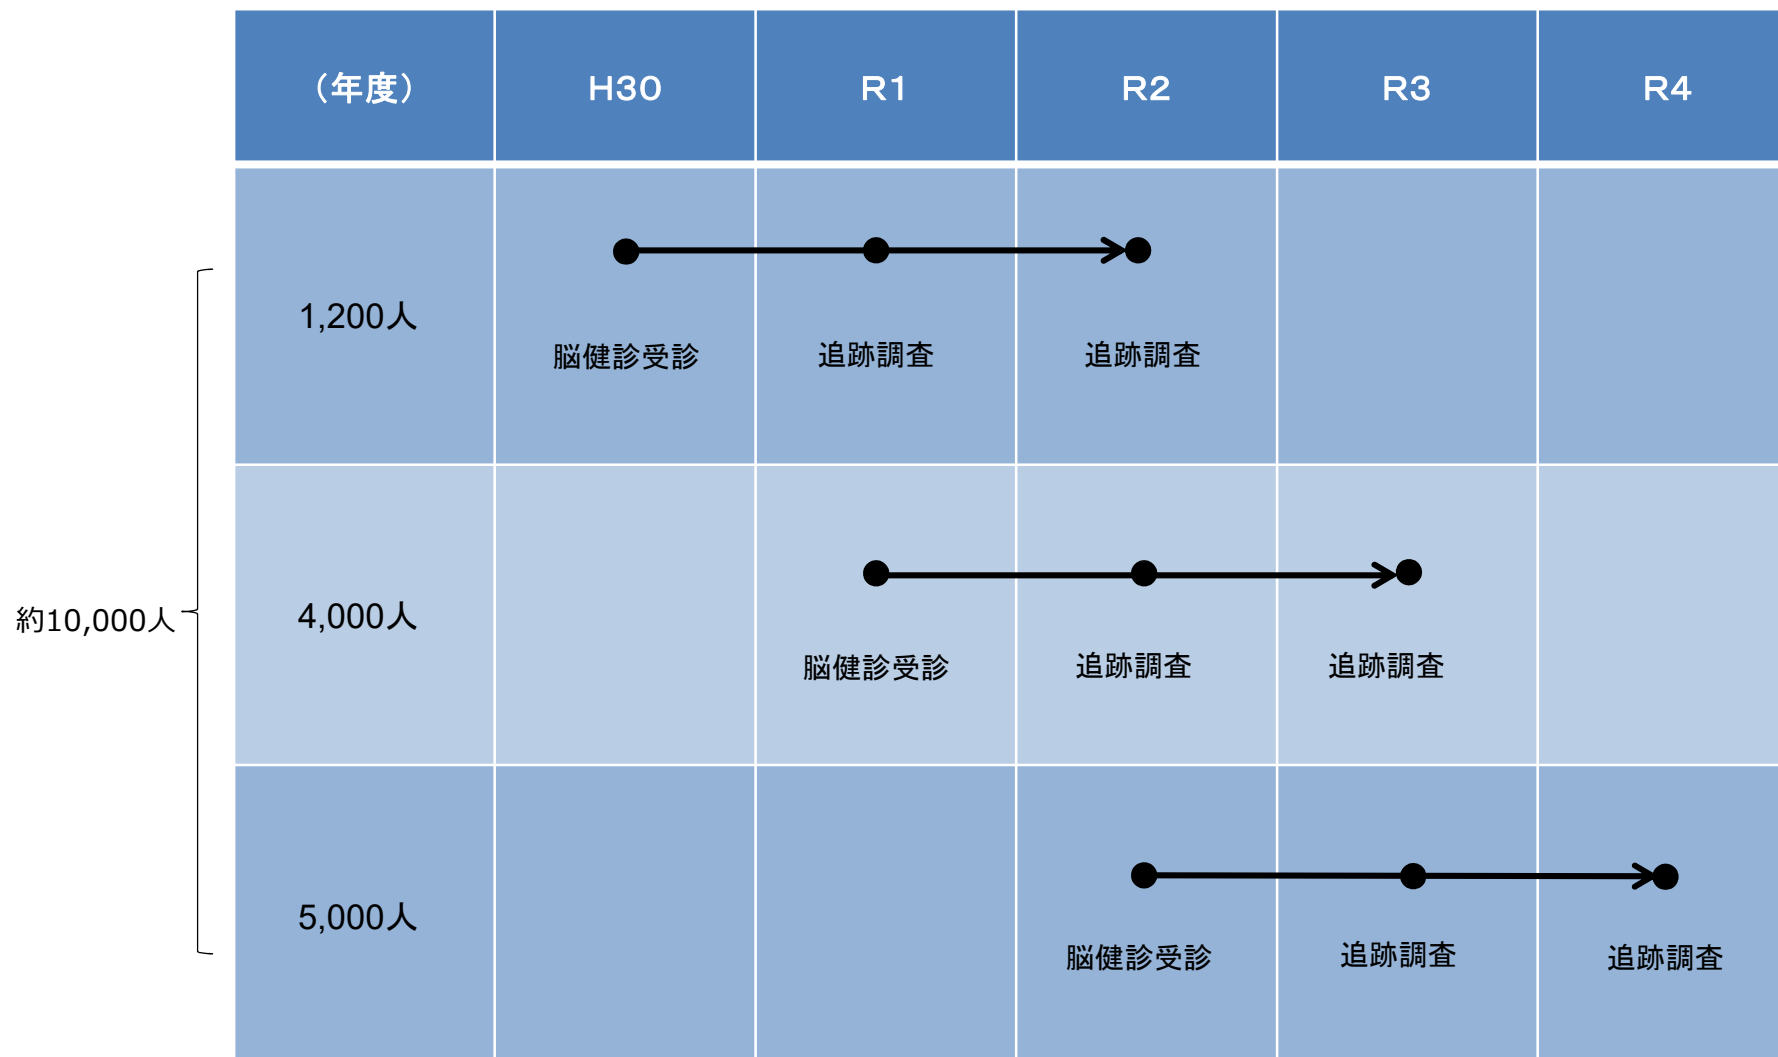 （年度）
H30
R1
R2
R3
R4
1,200人
脳健診受診
追跡調査
追跡調査
約10,000人
4,000人
脳健診受診
追跡調査
追跡調査
5,000人
脳健診受診
追跡調査
追跡調査